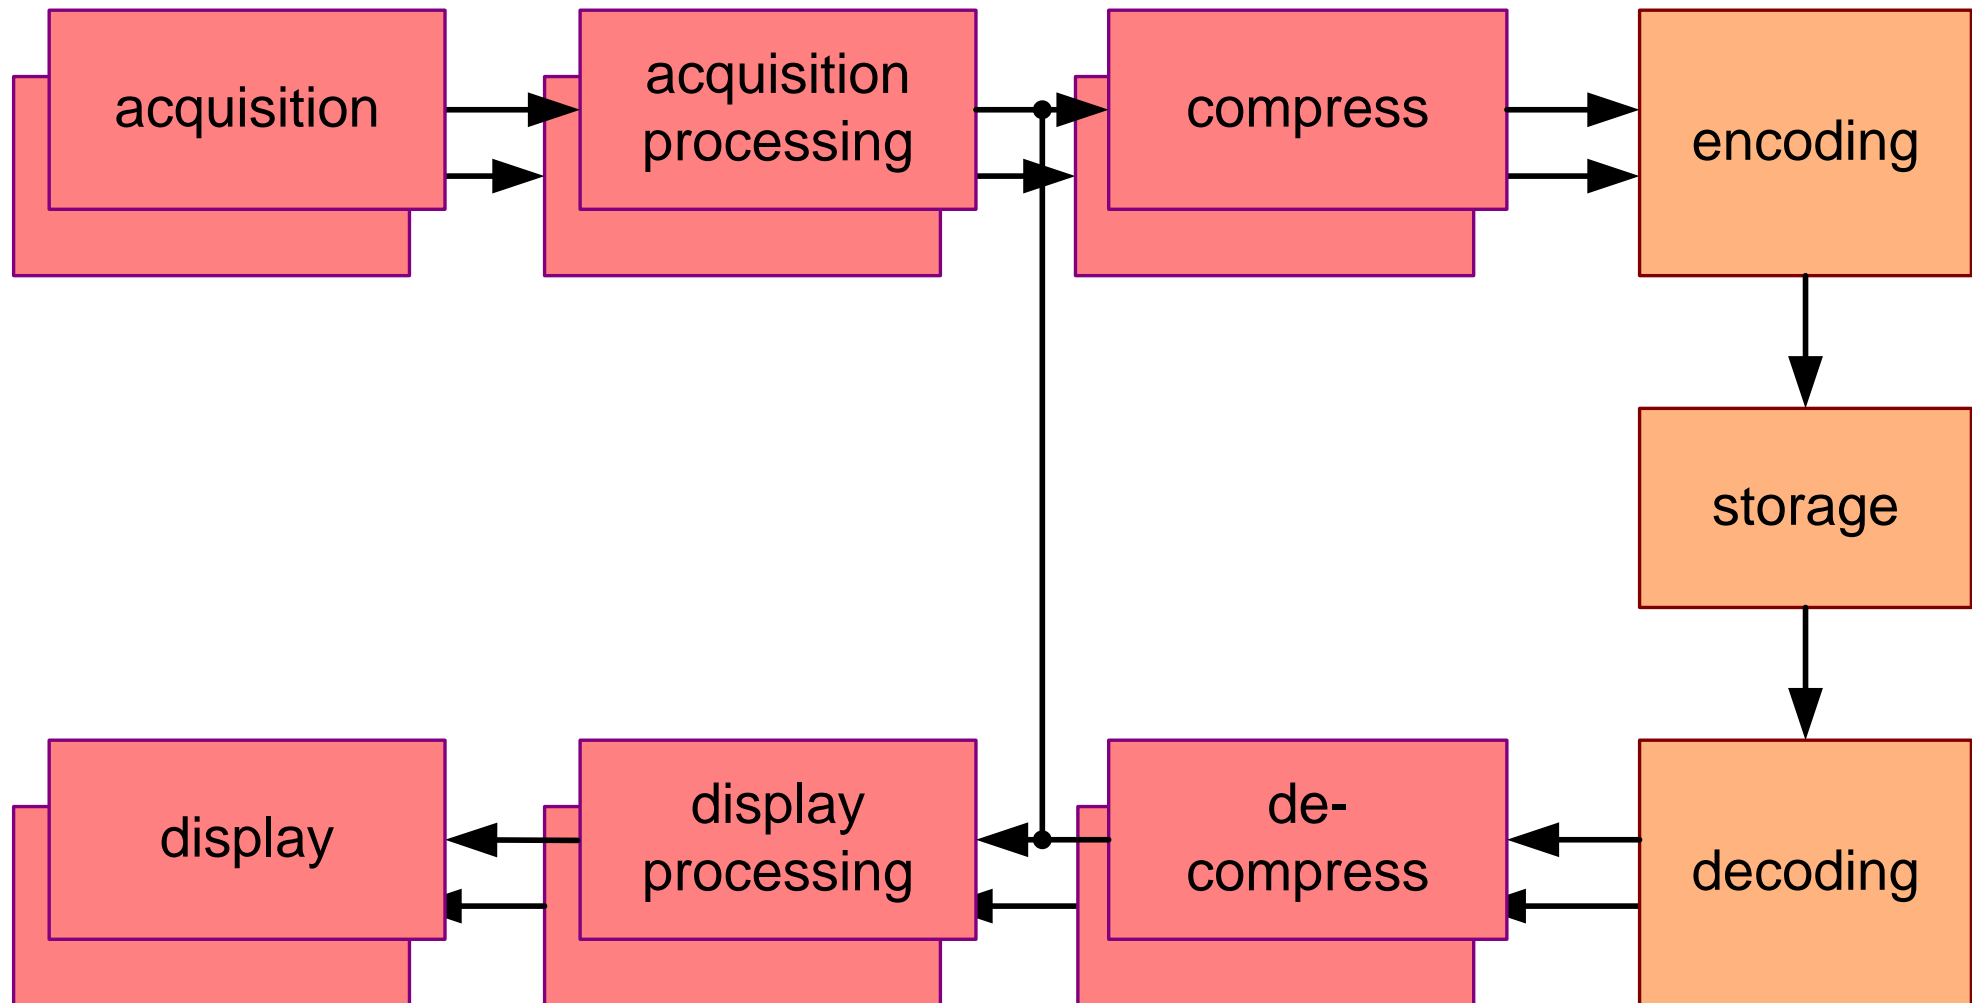 acquisition
acquisition
processing
compress
encoding
storage
display
display
processing
de-
compress
decoding